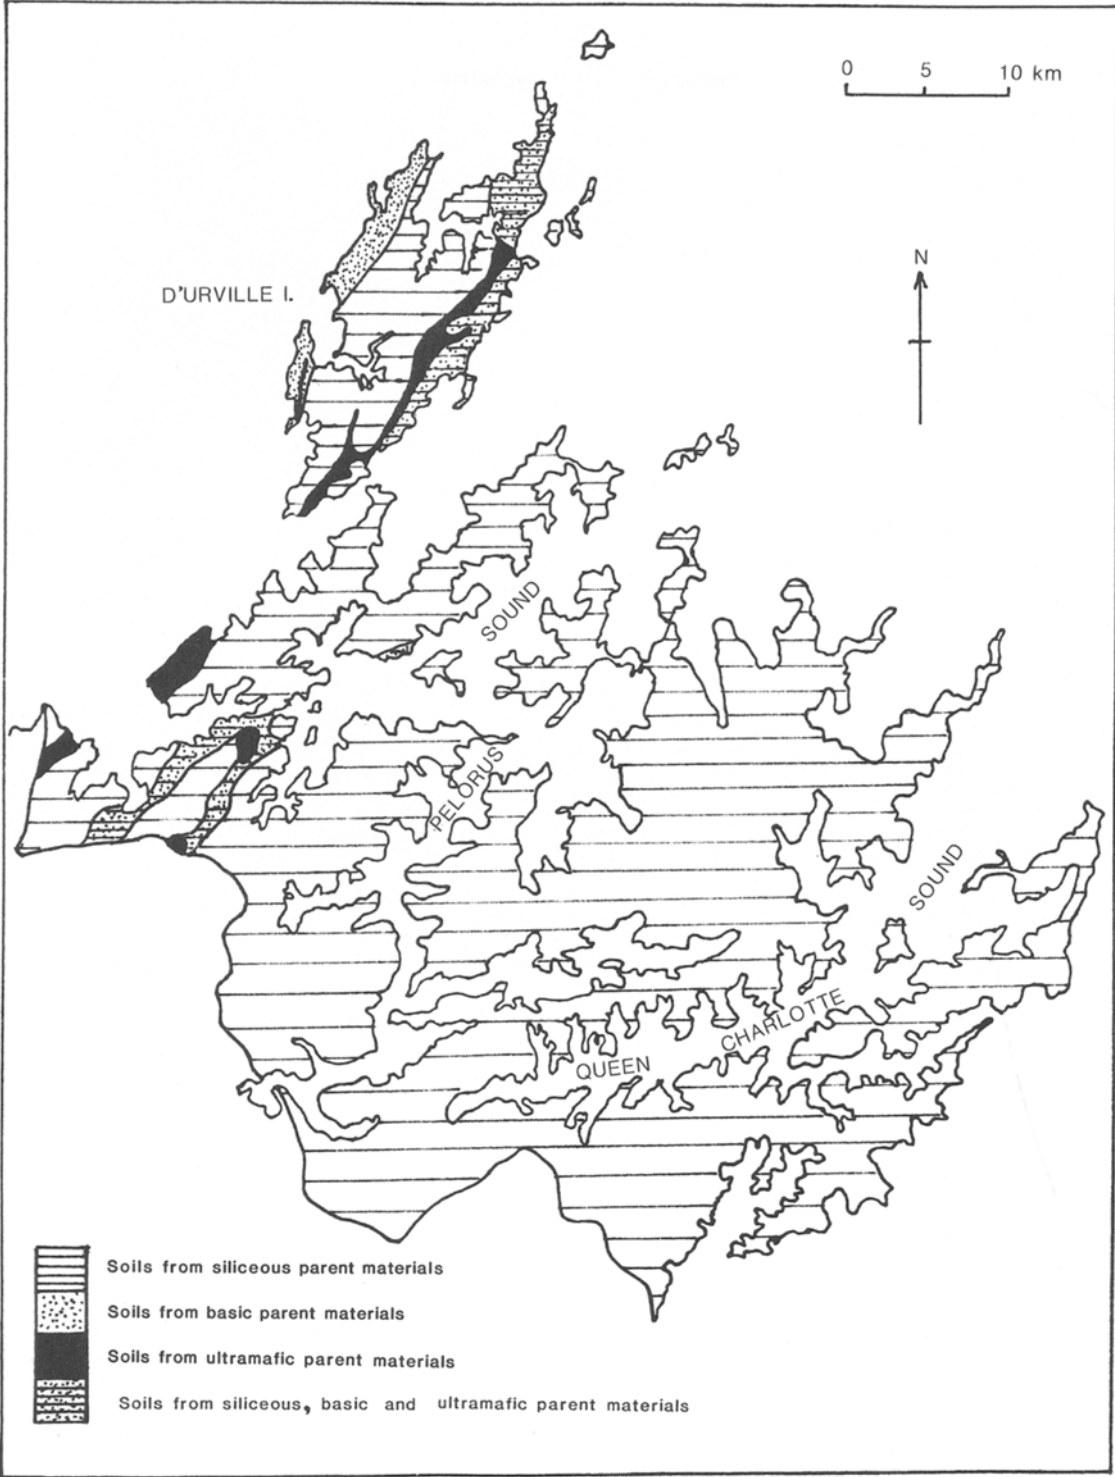 0 5 10 km
N
D'URVILLE I.
SOUND
PELORUS
SOUND
CHARLOTTE
QUEEN
Soils from siliceous parent materials
Soils from basic parent materials
Soils from ultramafic parent materials
Soils from siliceous, basic and ultramafic parent materials